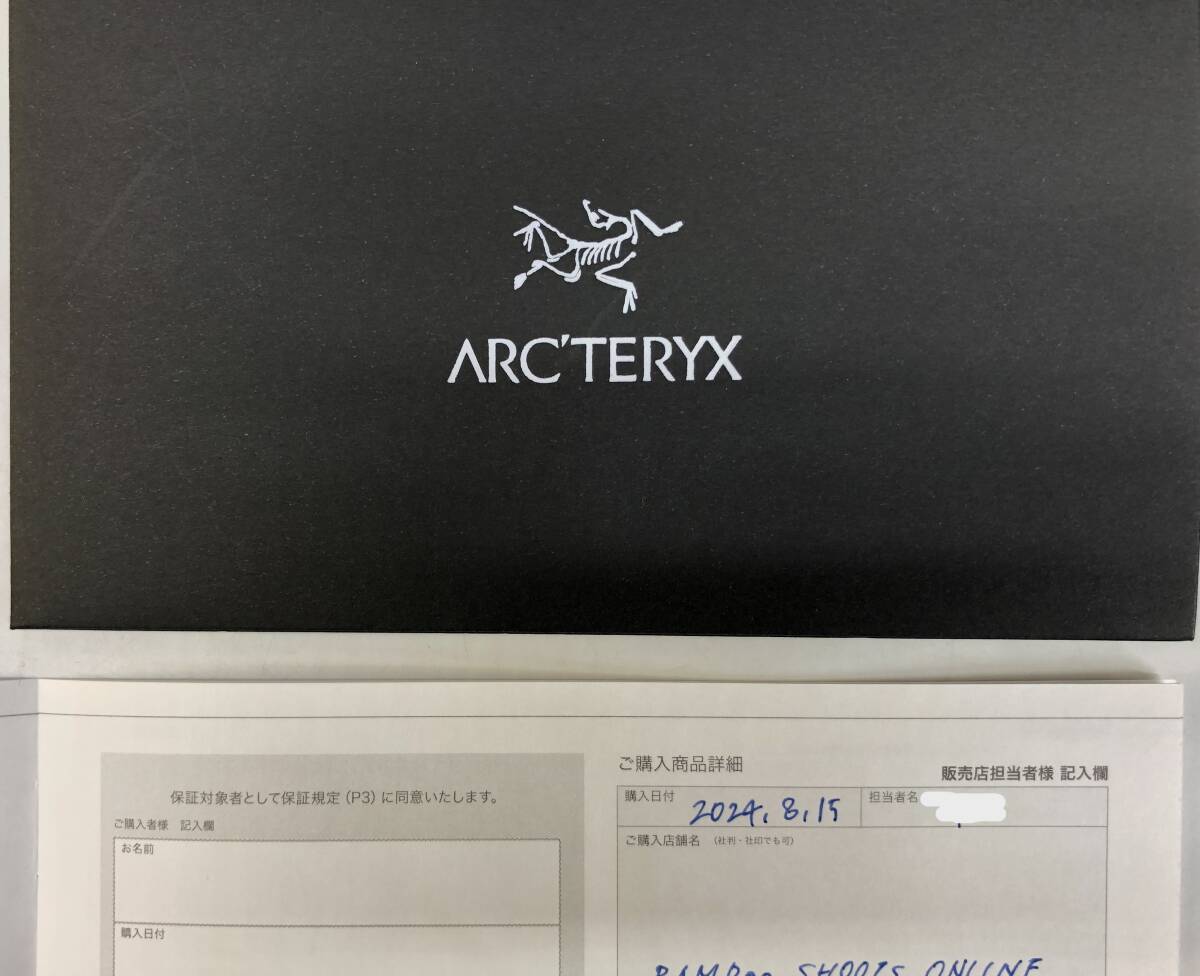 ARC'TERYX
保証対象者として保証規定（P3）に同意いたします。
ご購入者様 記入欄
お名前
購入日付
ご購入商品詳細
販売店担当者様 記入欄
購入日付 2024.8.15 担当者名
ご購入店舗名 （社判・社印でも可）
BAMBOO SHOOTS ONLINE